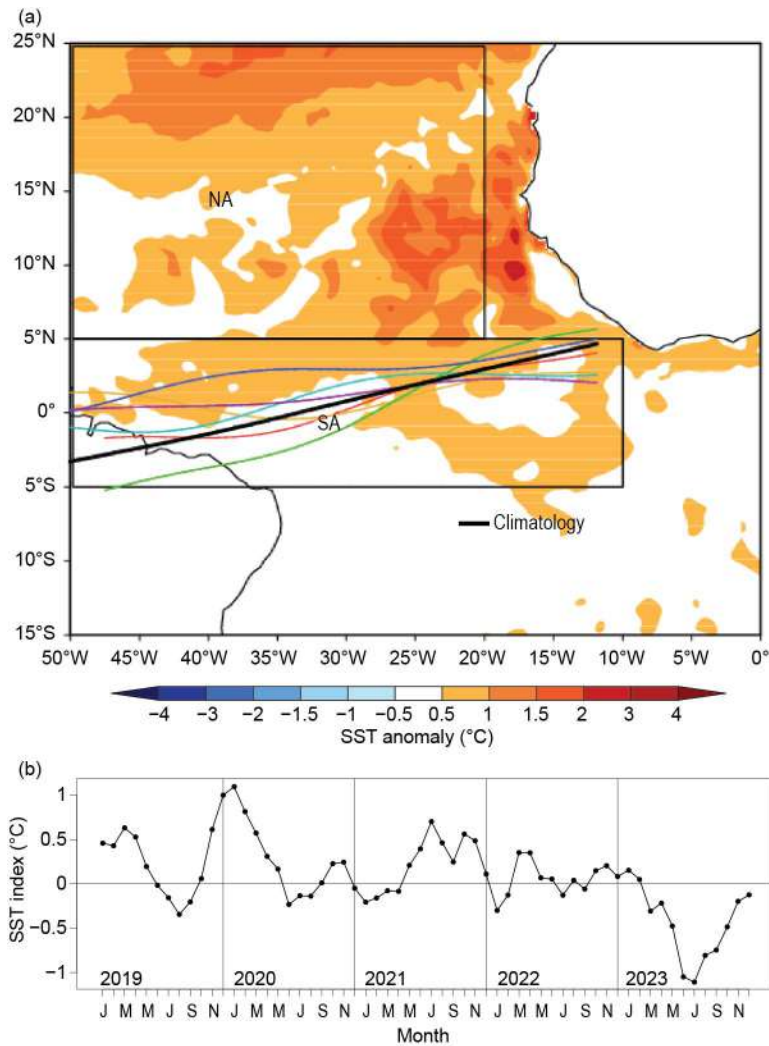 (a)
25°N
20°N
15°N
10°N
5°N
0°
5°S
10°S
15°S
NA
SA
Climatology
50°W 45°W 40°W 35°W 30°W 25°W 20°W 15°W 10°W 5°W 0°
−4 −3 −2 −1.5 −1 −0.5 0.5 1 1.5 2 3 4
SST anomaly (°C)
(b)
SST index (°C)
1
0.5
0
−0.5
−1
2019 2020 2021 2022 2023
J M M J S N J M M J S N J M M J S N J M M J S N J M M J S N
Month